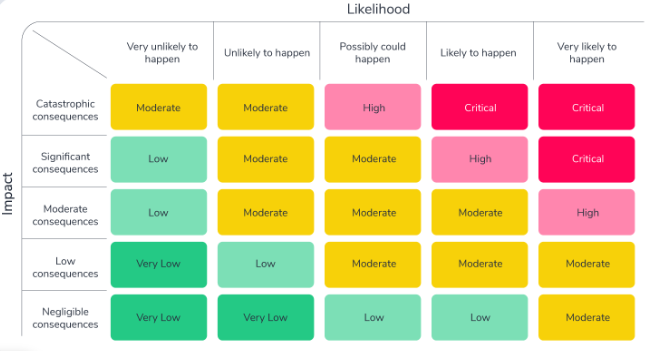 Likelihood
Very unlikely to
happen
Unlikely to happen
Possibly could
happen
Likely to happen
Very likely to
happen
Impact
Catastrophic
consequences
Moderate
Moderate
High
Critical
Critical
Significant
consequences
Low
Moderate
Moderate
High
Critical
Moderate
consequences
Low
Moderate
Moderate
Moderate
High
Low
consequences
Very Low
Low
Moderate
Moderate
Moderate
Negligible
consequences
Very Low
Very Low
Low
Low
Moderate